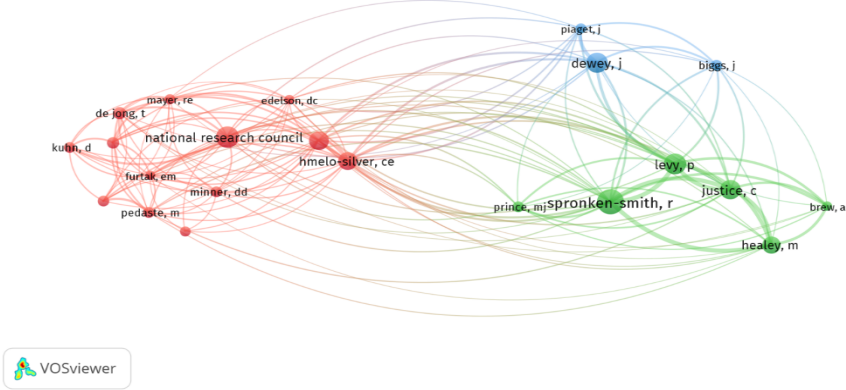 piaget, j
dewey, j
biggs, j
mayer, re
edelson, dc
de jong, t
national research council
kuhn, d
hmelo-silver, ce
levy, p
furtak, em
minner, dd
justice, c
pedaste, m
prince, mj
spronken-smith, r
brew, a
healey, m
VOSviewer